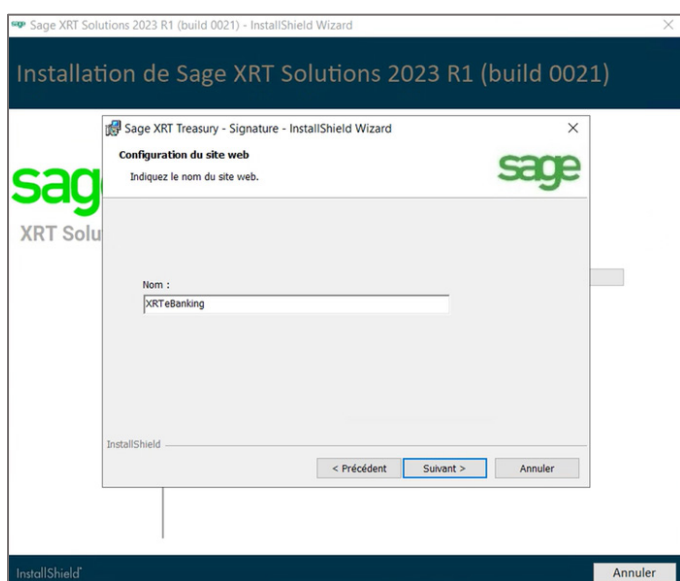 Sage XRT Solutions 2023 R1 (build 0021) - InstallShield Wizard
Installation de Sage XRT Solutions 2023 R1 (build 0021)
Sage XRT Treasury - Signature - InstallShield Wizard
Configuration du site web
Indiquez le nom du site web.
sage
sag
XRT Solu
Nom :
XRTeBanking
InstallShield
< Précédent
Suivant >
Annuler
InstallShield
Annuler